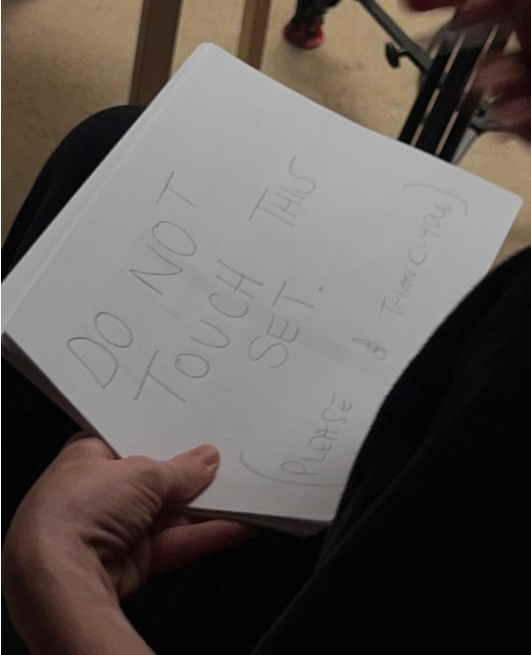 DO NOT
TOUCH THIS
SET.
(PLEASE & THANK-YOU)